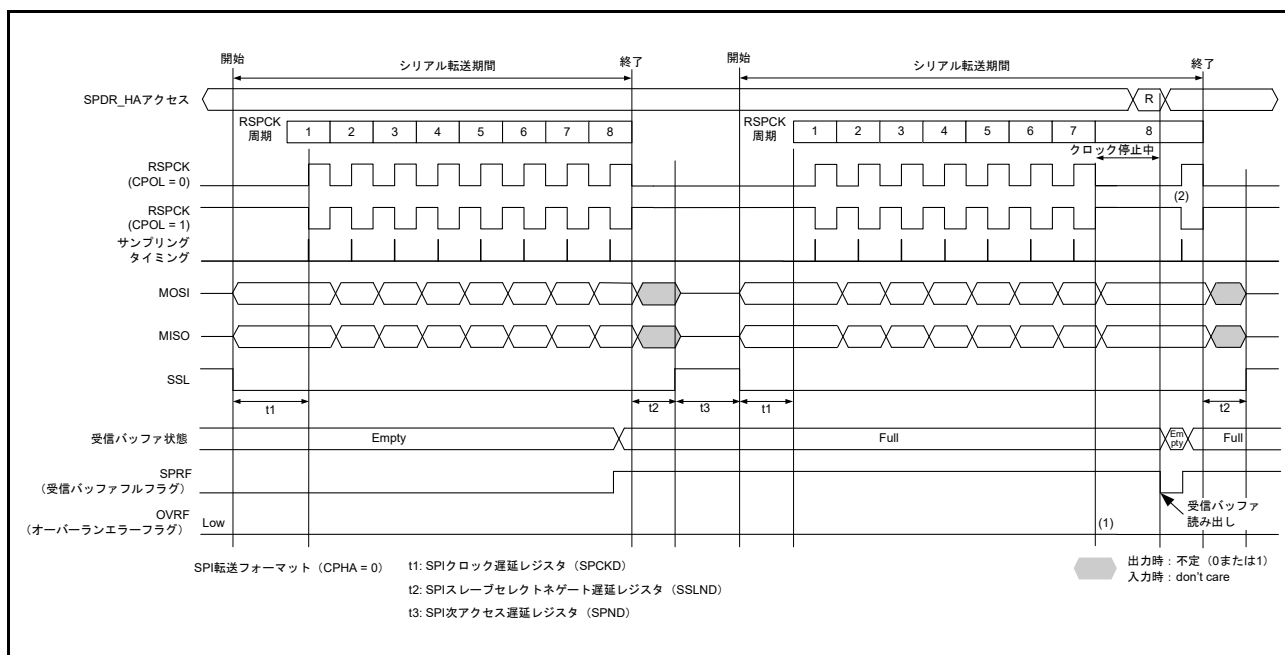 開始
シリアル転送期間
終了
開始
シリアル転送期間
終了
SPDR_HAアクセス
R
RSPCK
周期
1 2 3 4 5 6 7 8
RSPCK
周期
1 2 3 4 5 6 7 8
クロック停止中
RSPCK
(CPOL = 0)
RSPCK
(CPOL = 1)
(2)
サンプリング
タイミング
MOSI
MISO
SSL
t1
t2
t3
t1
t2
受信バッファ状態
Empty
Full
Em
pty
Full
SPRF
(受信バッファフルフラグ)
受信バッファ
読み出し
OVRF
(オーバーランエラーフラグ)
Low
(1)
SPI転送フォーマット(CPHA = 0)
t1: SPIクロック遅延レジスタ(SPCKD)
t2: SPIスレーブセレクトネゲート遅延レジスタ(SSLND)
t3: SPI次アクセス遅延レジスタ(SPND)
出力時:不定(0または1)
入力時:don't care